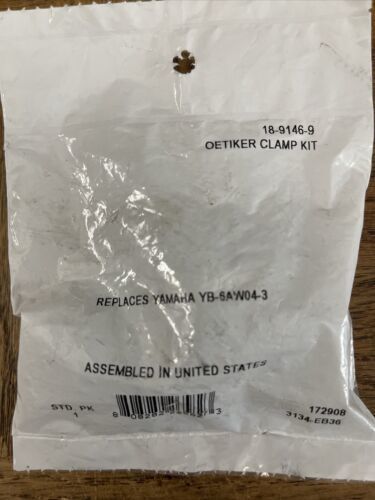 18-9146-9
OETIKER CLAMP KIT
REPLACES YAMAHA YB-6AW04-3
ASSEMBLED IN UNITED STATES
STD. PK.
1
172908
3134-EB36